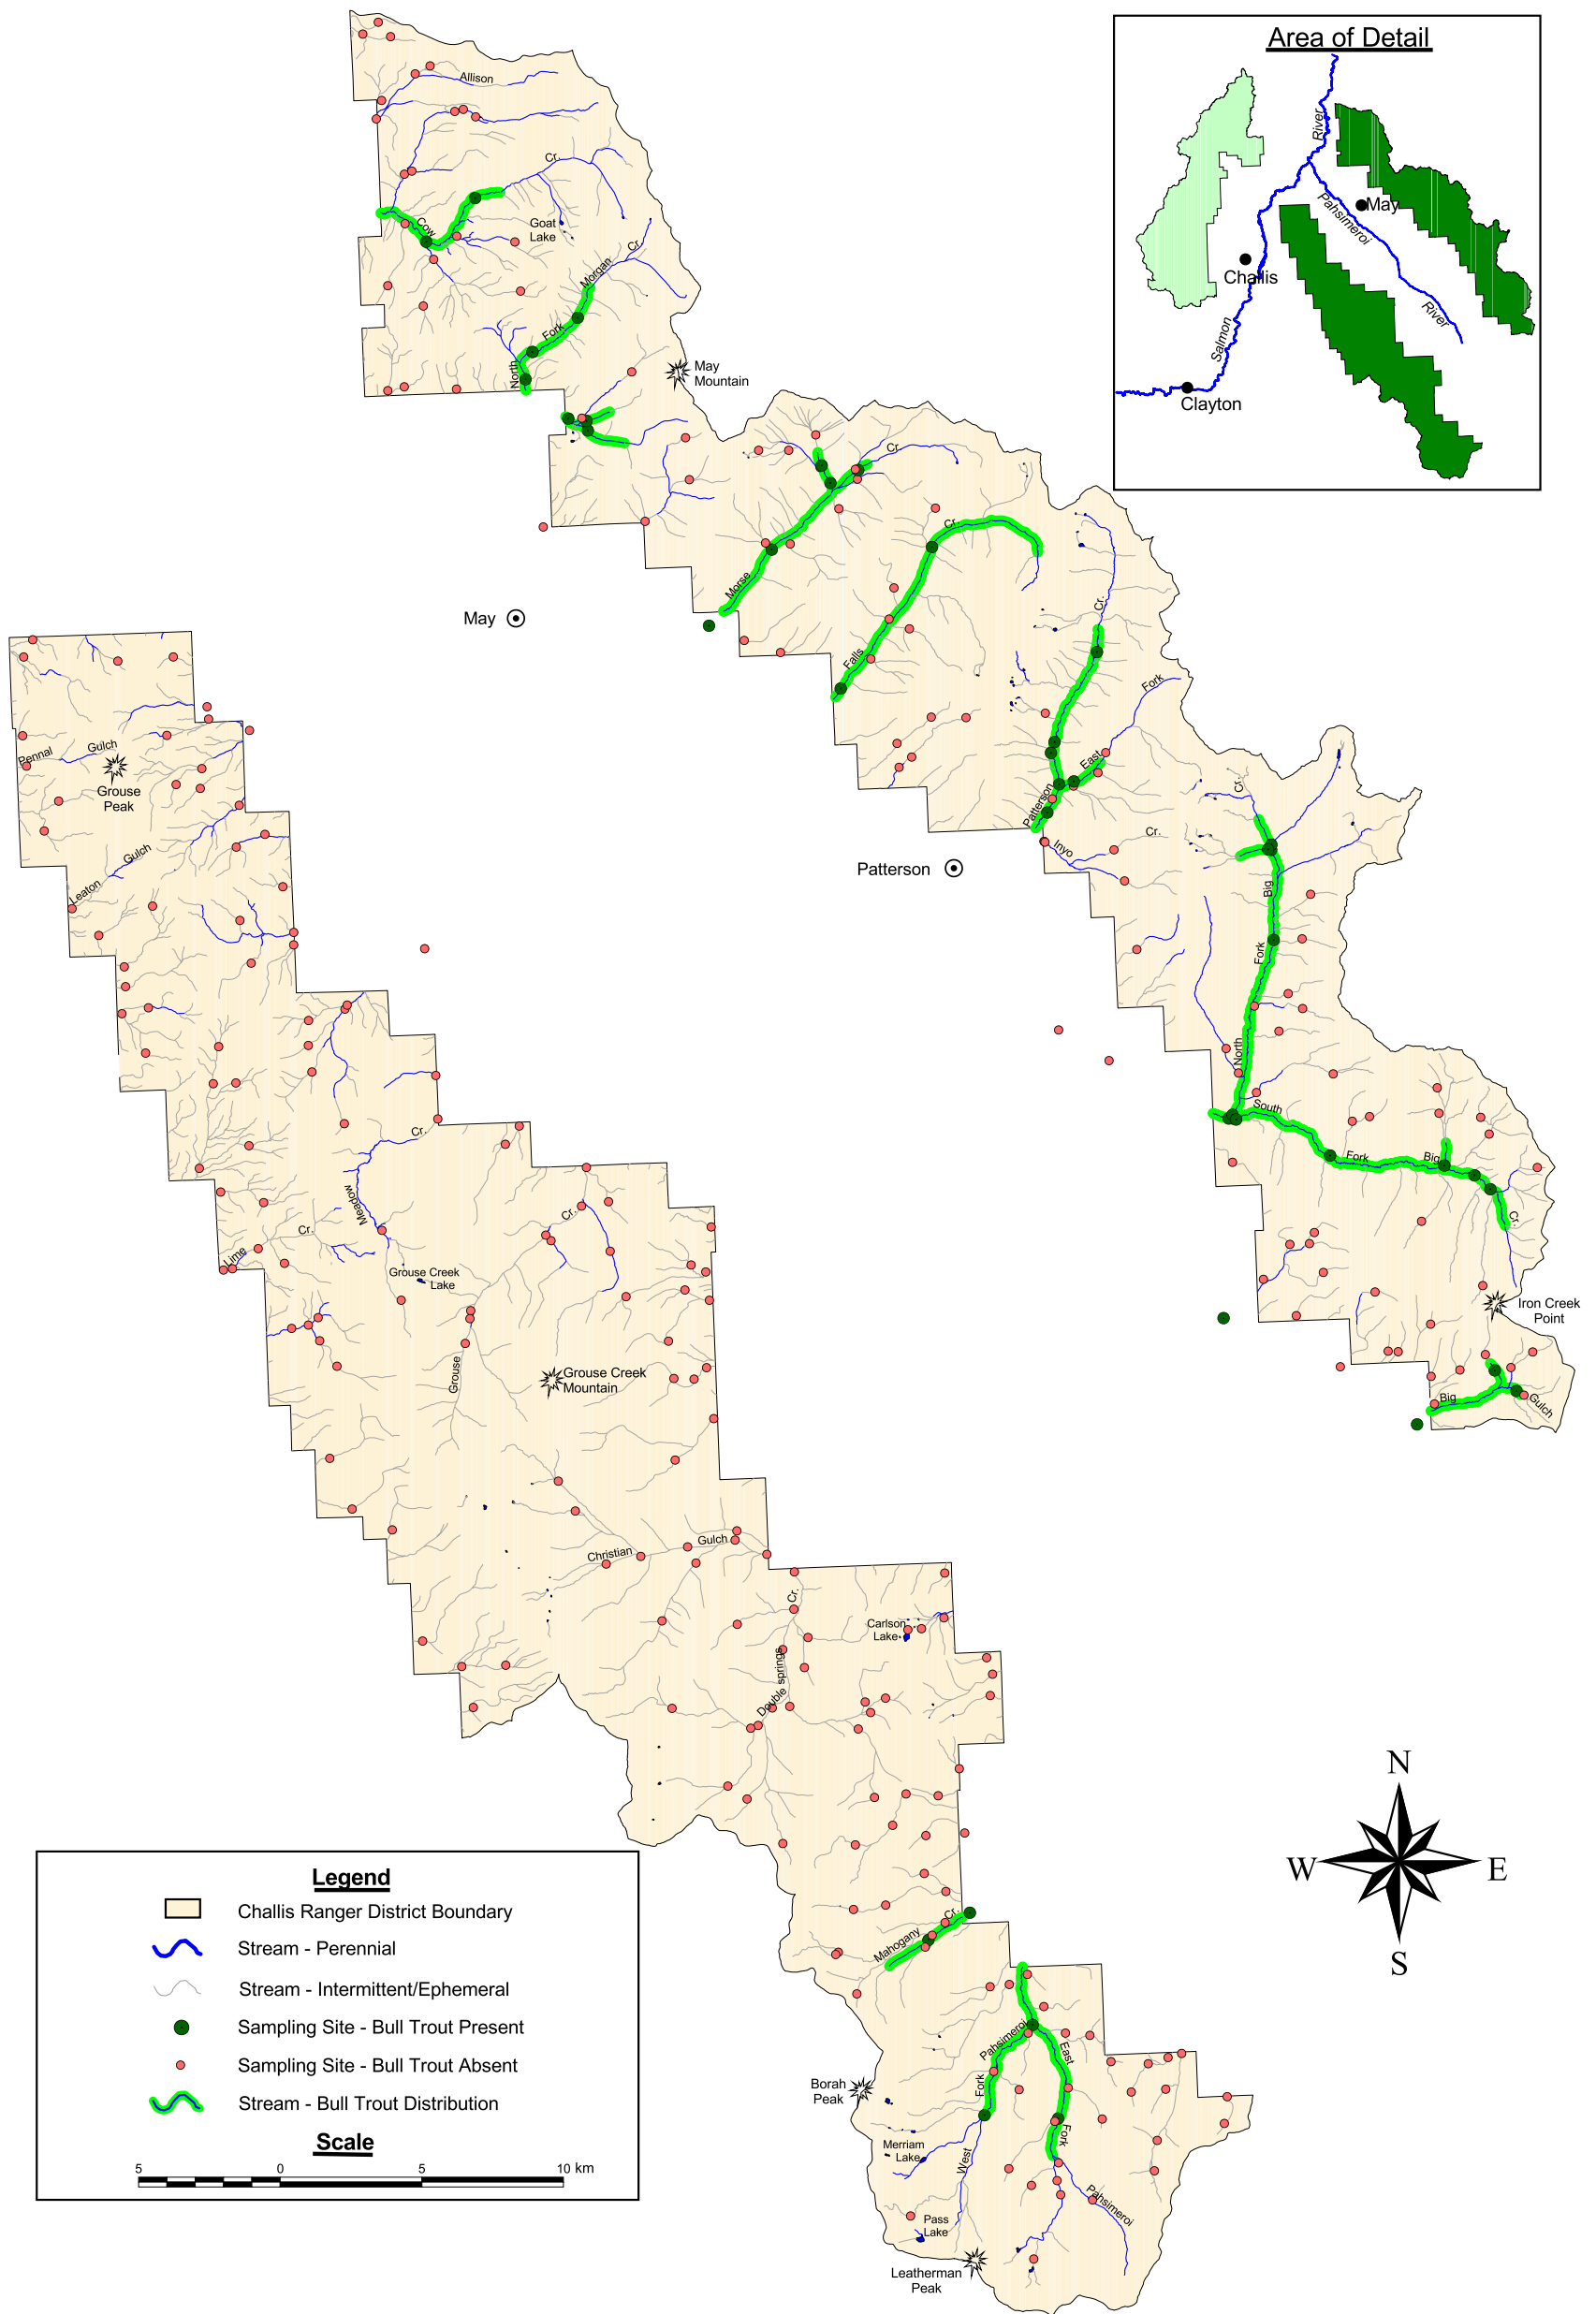 Area of Detail
River
Pahsimeroi
May
Challis
River
Salmon
Clayton
Allison
Cr.
Cow
Goat
Lake
Cr.
Morgan
Fork
North
May
Mountain
Cr.
Morse
Cr.
Falls
Cr.
May
Fork
East
Patterson
Inyo
Cr.
Patterson
Pennal
Gulch
Grouse
Peak
Leaton
Gulch
Cr.
Big
Fork
North
South
Fork
Big
Cr.
Iron Creek
Point
Big
Gulch
Cr.
Meadow
Lime
Cr.
Grouse Creek
Lake
Cr.
Grouse
Grouse Creek
Mountain
Christian
Gulch
Cr.
springs
Double
Carlson
Lake
Mahogany
Cr.
Pahsimeroi
Fork
West
East
Fork
Pahsimeroi
Borah
Peak
Merriam
Lake
Pass
Lake
Leatherman
Peak
N
W
E
S
Legend
Challis Ranger District Boundary
Stream - Perennial
Stream - Intermittent/Ephemeral
Sampling Site - Bull Trout Present
Sampling Site - Bull Trout Absent
Stream - Bull Trout Distribution
Scale
5 0 5 10 km